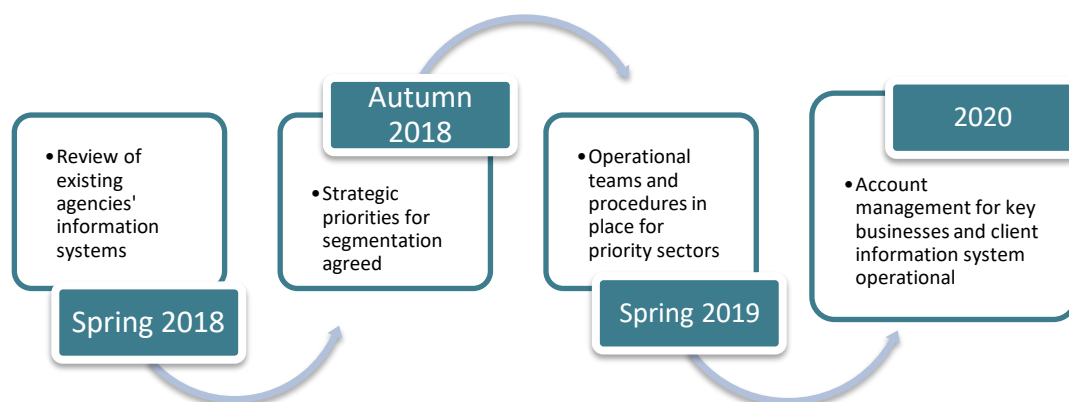 •Review of
existing
agencies'
information
systems
Spring 2018
Autumn
2018
•Strategic
priorities for
segmentation
agreed
•Operational
teams and
procedures in
place for
priority sectors
Spring 2019
2020
•Account
management for key
businesses and client
information system
operational